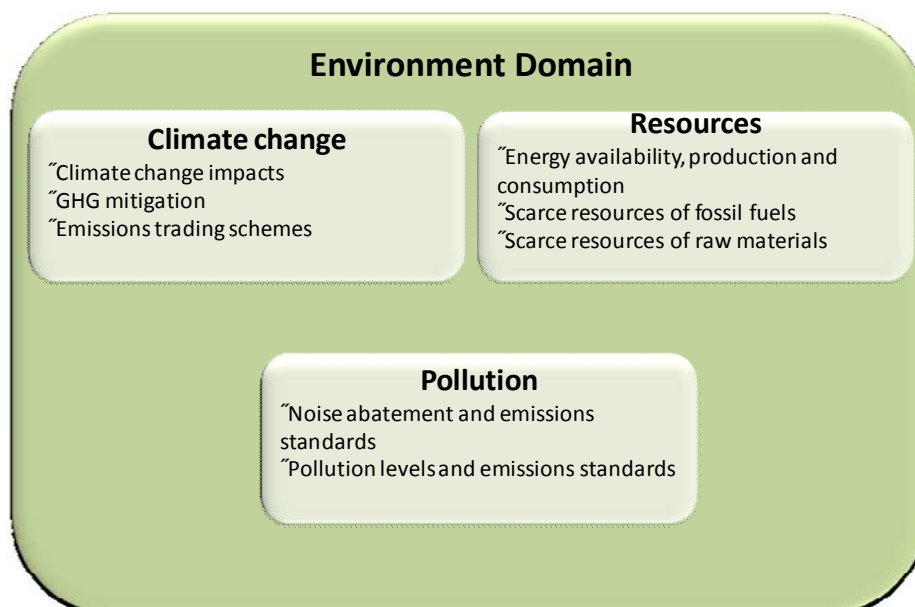 Environment Domain
Climate change
˝Climate change impacts
˝GHG mitigation
˝Emissions trading schemes
Resources
˝Energy availability, production and
consumption
˝Scarce resources of fossil fuels
˝Scarce resources of raw materials
Pollution
˝Noise abatement and emissions
standards
˝Pollution levels and emissions standards